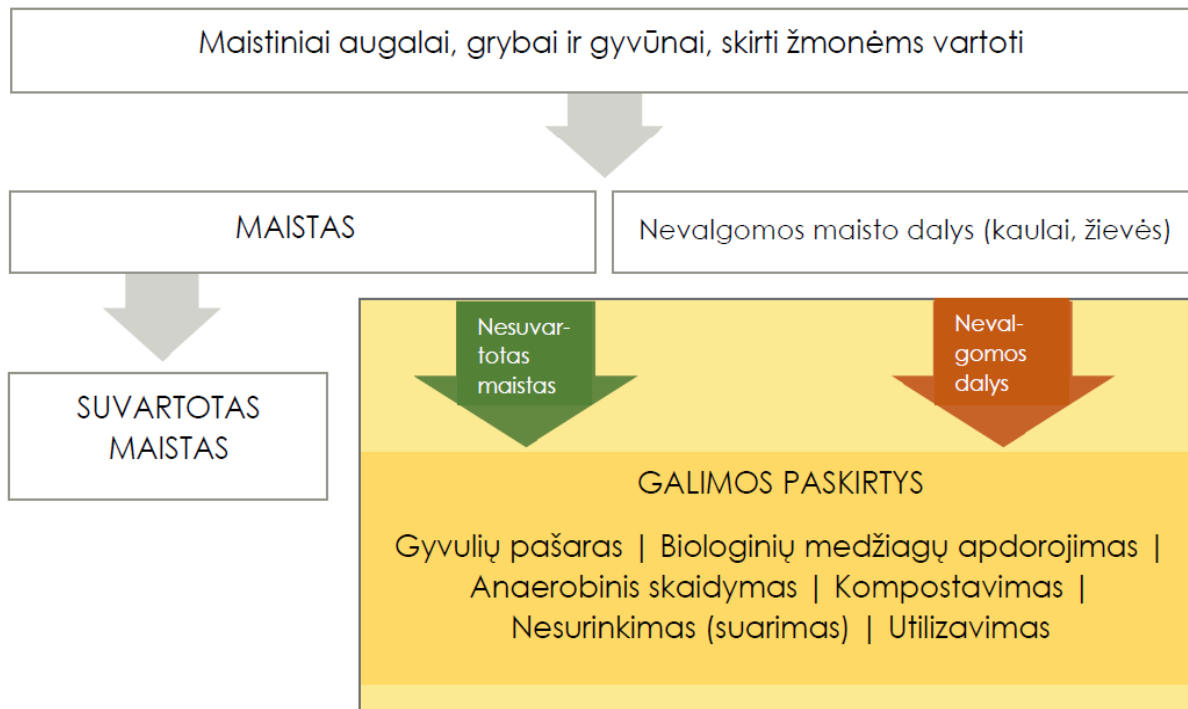 Maistiniai augalai, grybai ir gyvūnai, skirti žmonėms vartoti
MAISTAS
Nevalgomos maisto dalys (kaulai, žievės)
SUVARTOTAS
MAISTAS
Nesuvar-
totas
maistas
Neval-
gomos
dalys
GALIMOS PASKIRTYS
Gyvulių pašaras | Biologinių medžiagų apdorojimas |
Anaerobinis skaidymas | Kompostavimas |
Nesurinkimas (suarimas) | Utilizavimas